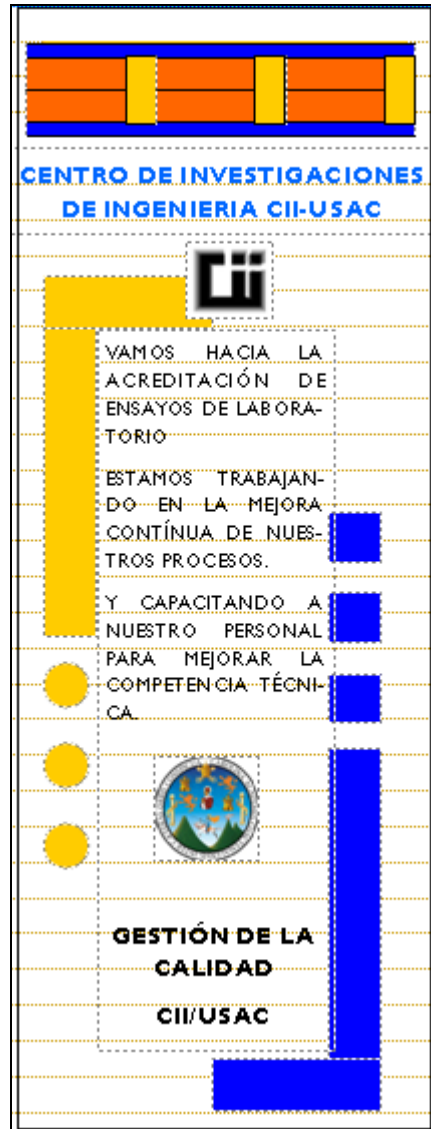 CENTRO DE INVESTIGACIONES
DE INGENIERIA CII-USAC
Cii
VAMOS HACIA LA
ACREDITACIÓN DE
ENSAYOS DE LABORA-
TORIO
ESTAMOS TRABAJAN-
DO EN LA MEJORA
CONTÍNUA DE NUES-
TROS PROCESOS.
Y CAPACITANDO A
NUESTRO PERSONAL
PARA MEJORAR LA
COMPETENCIA TÉCNI-
CA.
GESTIÓN DE LA
CALIDAD
CII/USAC